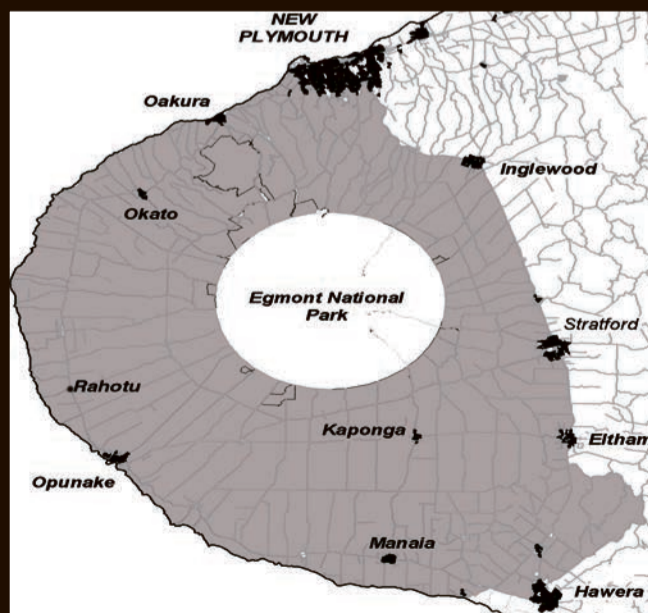 NEW
PLYMOUTH
Oakura
Inglewood
Okato
Egmont National
Park
Stratford
Rahotu
Kaponga
Eltham
Opunake
Manaia
Hawera